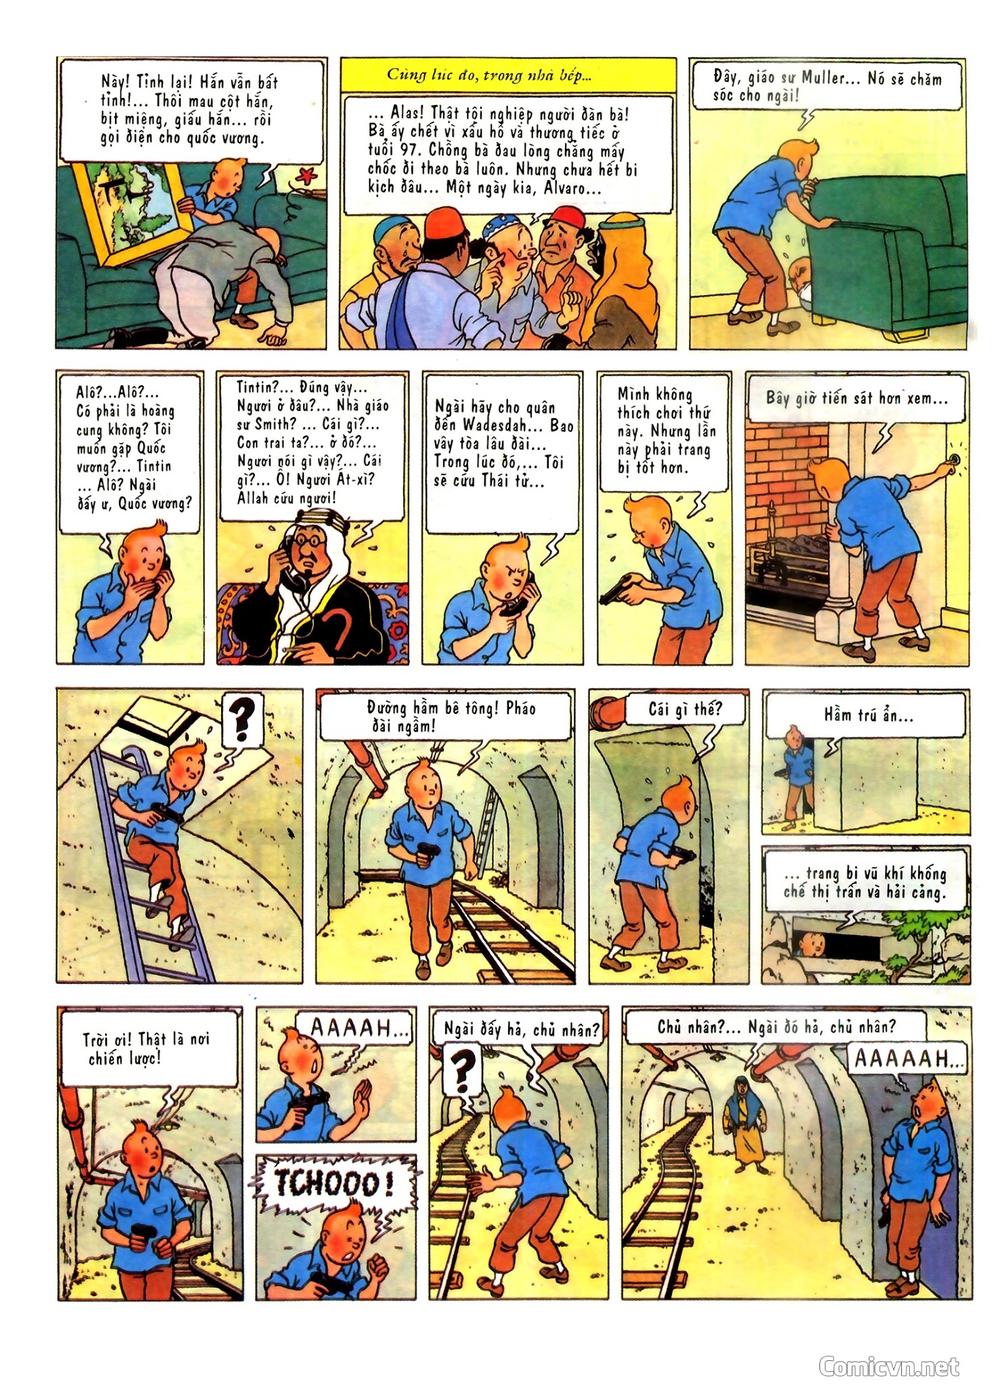 Này! Tỉnh lại! Hắn vẫn bất
tỉnh!... Thôi mau cột hắn,
bịt miệng, giấu hắn... rồi
gọi điện cho quốc vương.
Cùng lúc đo, trong nhà bếp...
... Alas! Thật tội nghiệp người đàn bà!
Bà ấy chết vì xấu hổ và thương tiếc ở
tuổi 97. Chồng bà đau lòng chẳng mấy
chốc đi theo bà luôn. Nhưng chưa hết bi
kịch đâu... Một ngày kia, Alvaro...
Đây, giáo sư Muller... Nó sẽ chăm
sóc cho ngài!
Alô?...Alô?...
Có phải là hoàng
cung không? Tôi
muốn gặp Quốc
vương?... Tintin
... Alô? Ngài
đấy ư, Quốc vương?
Tintin?... Đúng vậy...
Ngươi ở đâu?... Nhà giáo
sư Smith? ... Cái gì?...
Con trai ta?... ở đó?...
Ngươi nói gì vậy?... Cái
gì?... Ồ! Ngươi Át-xì?
Allah cứu ngươi!
Ngài hãy cho quân
đến Wadesdah... Bao
vây tòa lâu đài...
Trong lúc đó,... Tôi
sẽ cứu Thái tử...
Mình không
thích chơi thứ
này. Nhưng lần
này phải trang
bị tốt hơn.
Bây giờ tiến sát hơn xem...
?
Đường hầm bê tông! Pháo
đài ngầm!
Cái gì thế?
Hầm trú ẩn...
... trang bị vũ khí khống
chế thị trấn và hải cảng.
Trời ơi! Thật là nơi
chiến lược!
AAAAH...
TCHOOO!
Ngài đấy hả, chủ nhân?
?
Chủ nhân?... Ngài đó hả, chủ nhân?
AAAAAH...
Comicvn.net